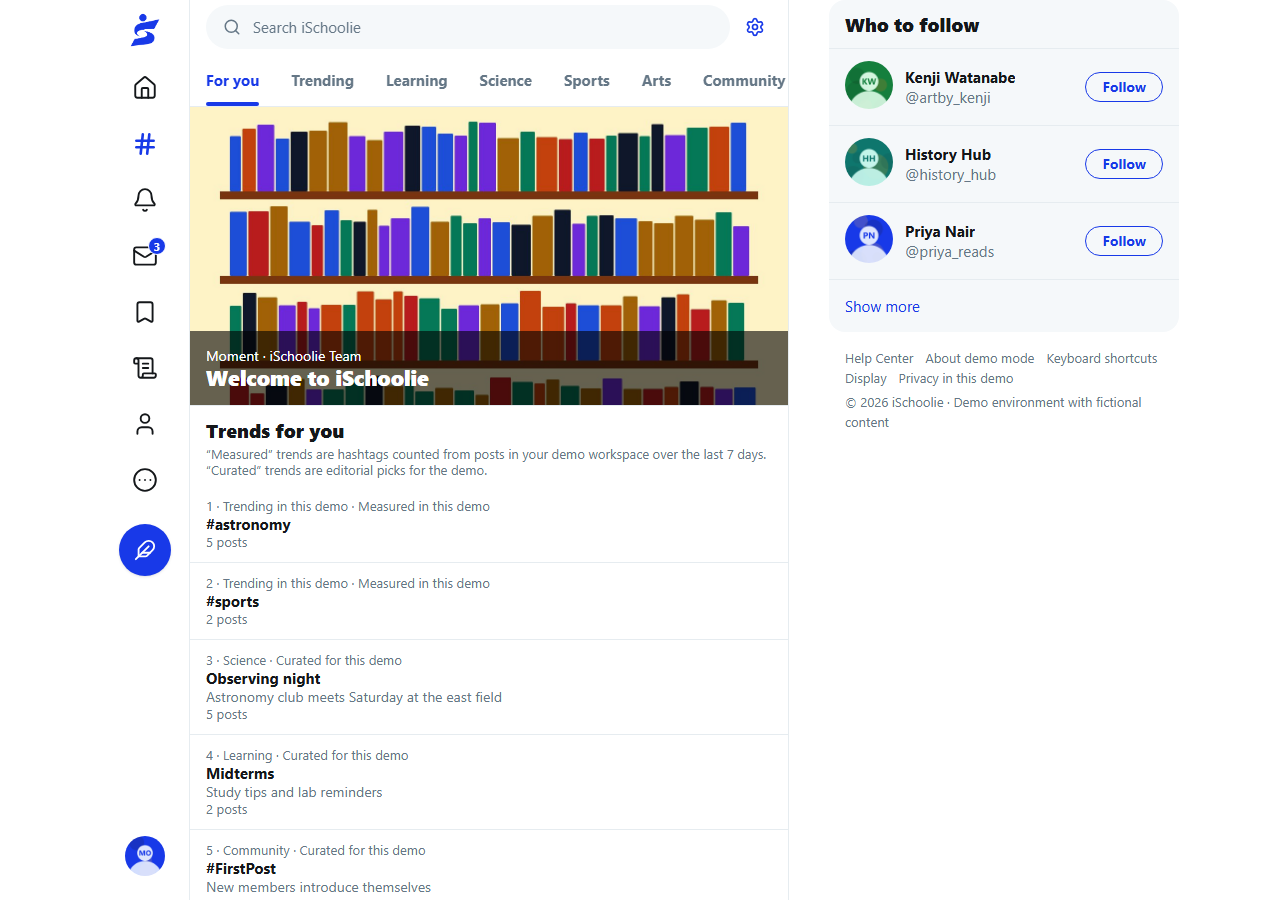 Search iSchoolie
For you
Trending
Learning
Science
Sports
Arts
Community
3
Moment · iSchoolie Team
Welcome to iSchoolie
Trends for you
“Measured” trends are hashtags counted from posts in your demo workspace over the last 7 days.
“Curated” trends are editorial picks for the demo.
1 · Trending in this demo · Measured in this demo
#astronomy
5 posts
2 · Trending in this demo · Measured in this demo
#sports
2 posts
3 · Science · Curated for this demo
Observing night
Astronomy club meets Saturday at the east field
5 posts
4 · Learning · Curated for this demo
Midterms
Study tips and lab reminders
2 posts
5 · Community · Curated for this demo
#FirstPost
New members introduce themselves
MO
Who to follow
KW
Kenji Watanabe
@artby_kenji
Follow
HH
History Hub
@history_hub
Follow
PN
Priya Nair
@priya_reads
Follow
Show more
Help Center About demo mode Keyboard shortcuts
Display Privacy in this demo
© 2026 iSchoolie · Demo environment with fictional
content